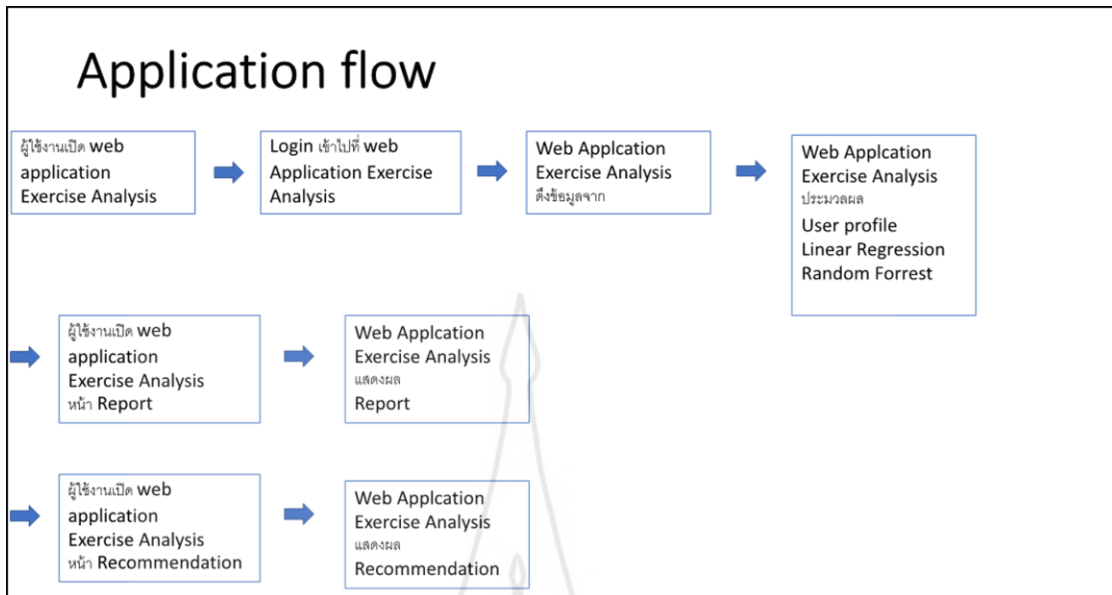 Application flow
ผู้ใช้งานเปิด web
application
Exercise Analysis
Login เข้าไปที่ web
Application Exercise
Analysis
Web Applcation
Exercise Analysis
ดึงข้อมูลจาก
Web Applcation
Exercise Analysis
ประมวลผล
User profile
Linear Regression
Random Forrest
ผู้ใช้งานเปิด web
application
Exercise Analysis
หน้า Report
Web Applcation
Exercise Analysis
แสดงผล
Report
ผู้ใช้งานเปิด web
application
Exercise Analysis
หน้า Recommendation
Web Applcation
Exercise Analysis
แสดงผล
Recommendation